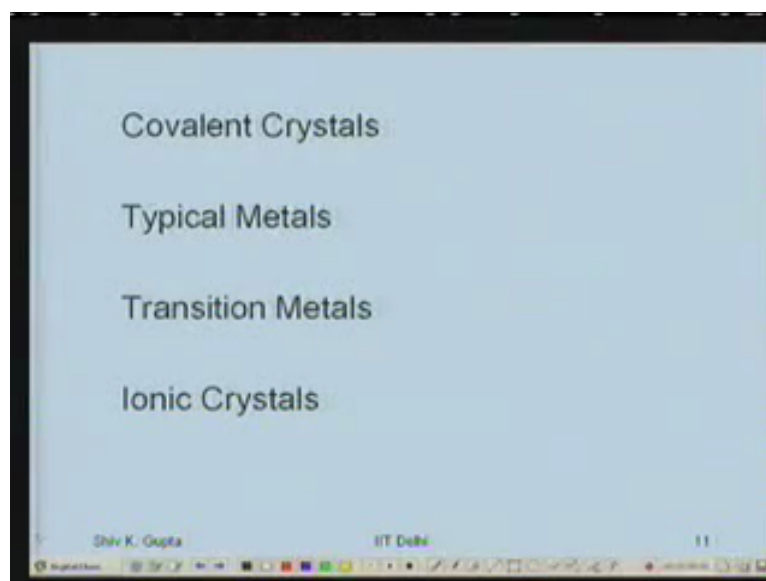 Covalent Crystals
Typical Metals
Transition Metals
Ionic Crystals
Shiv K. Gupta IIT Delhi 11